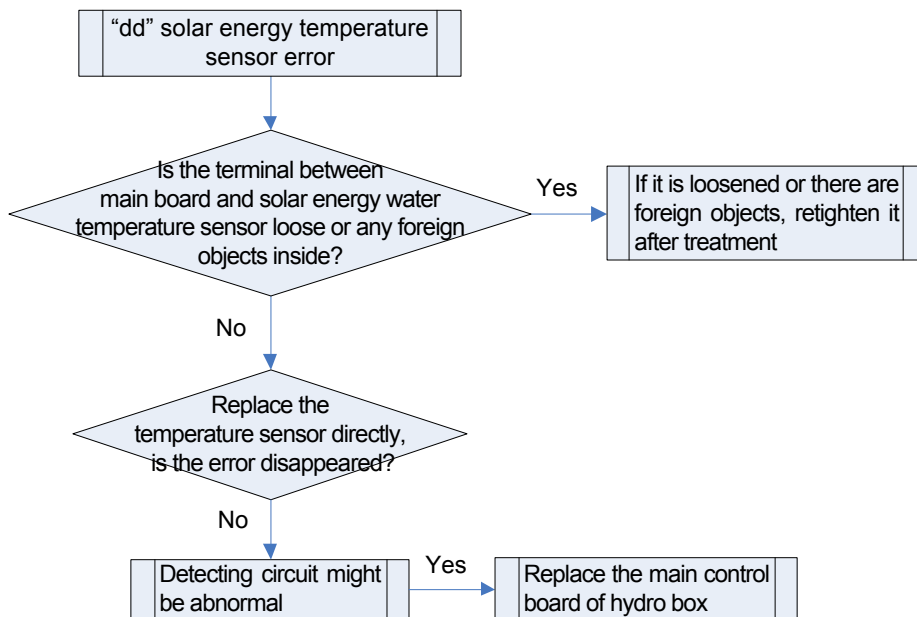 “dd” solar energy temperature
sensor error
Is the terminal between
main board and solar energy water
temperature sensor loose or any foreign
objects inside?
Yes
If it is loosened or there are
foreign objects, retighten it
after treatment
No
Replace the
temperature sensor directly,
is the error disappeared?
No
Detecting circuit might
be abnormal
Yes
Replace the main control
board of hydro box